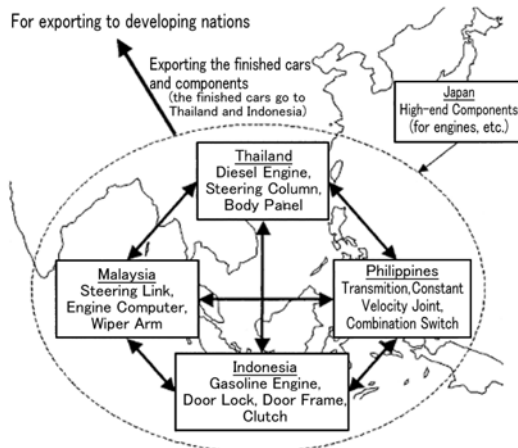 For exporting to developing nations
Exporting the finished cars
and components
(the finished cars go to
Thailand and Indonesia)
Japan
High-end Components
(for engines, etc.)
Thailand
Diesel Engine,
Steering Column,
Body Panel
Malaysia
Steering Link,
Engine Computer,
Wiper Arm
Philippines
Transmition, Constant
Velocity Joint,
Combination Switch
Indonesia
Gasoline Engine,
Door Lock, Door Frame,
Clutch